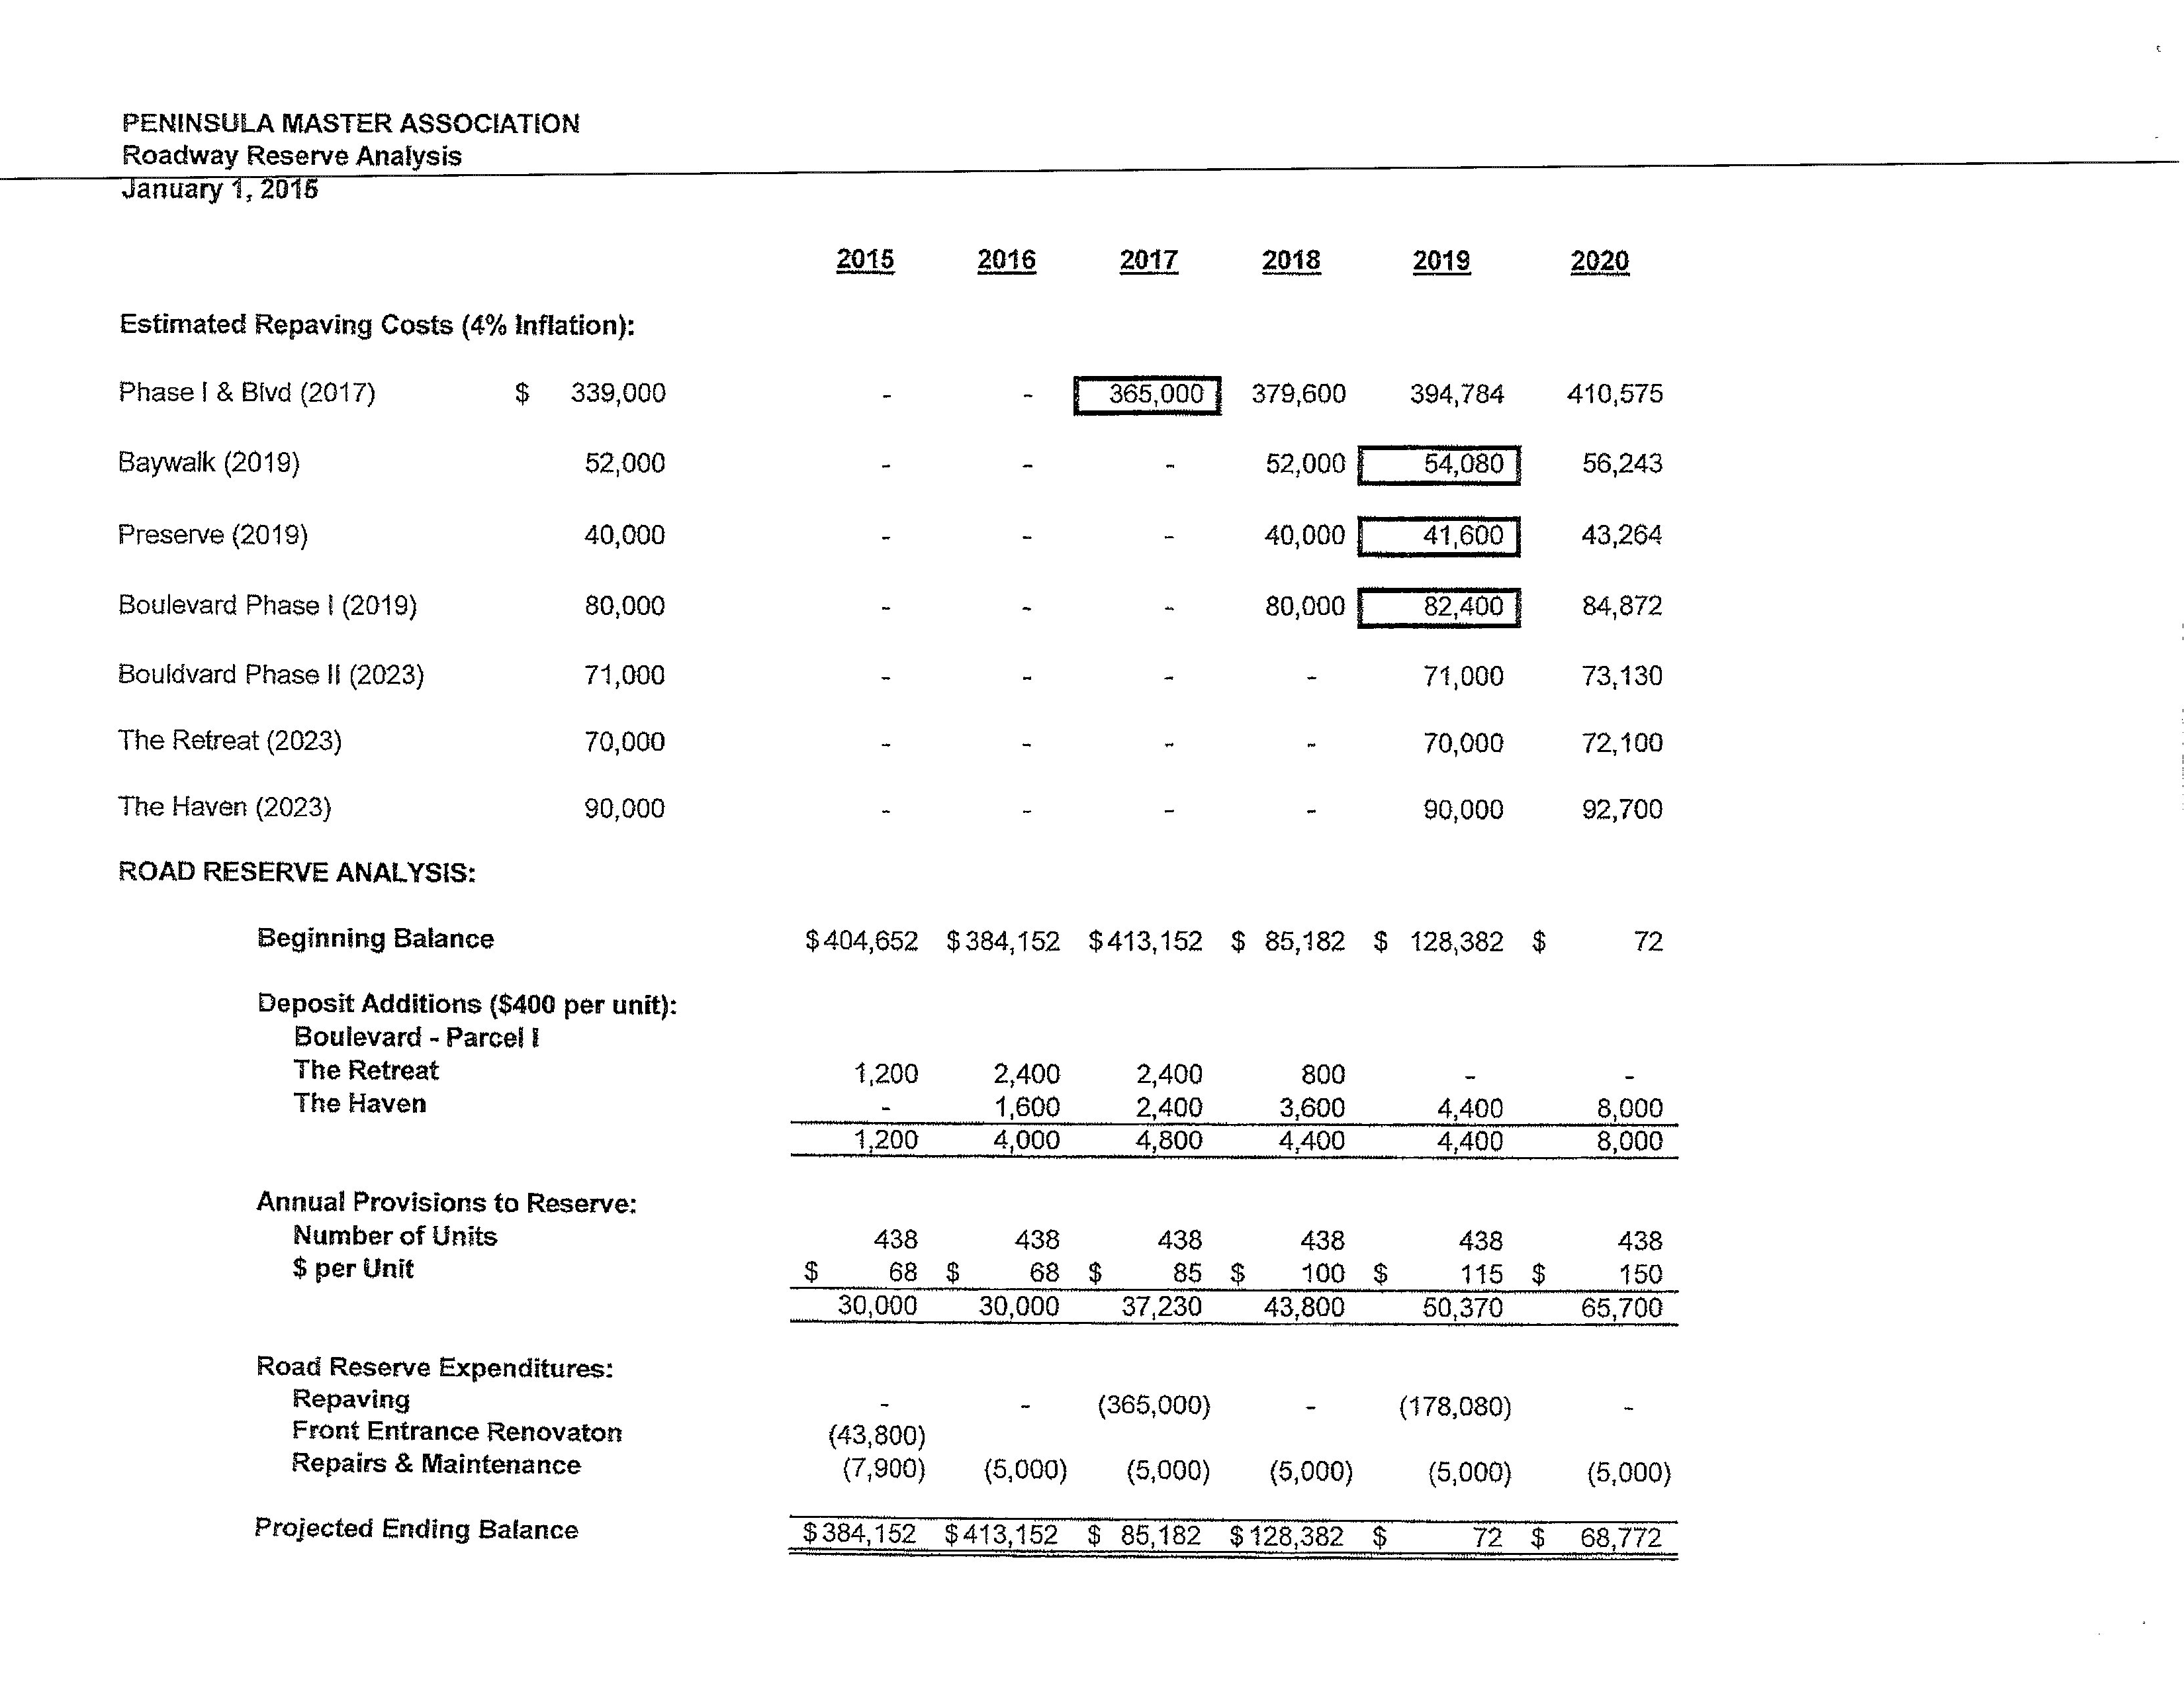 PENINSULA MASTER ASSOCIATION
Roadway Reserve Analysis
January 1, 2016
2015 2016 2017 2018 2019 2020
Estimated Repaving Costs (4% Inflation):
Phase I & Blvd (2017) $ 339,000 - - 365,000 379,600 394,784 410,575
Baywalk (2019) 52,000 - - - 52,000 54,080 56,243
Preserve (2019) 40,000 - - - 40,000 41,600 43,264
Boulevard Phase I (2019) 80,000 - - - 80,000 82,400 84,872
Bouldvard Phase II (2023) 71,000 - - - - 71,000 73,130
The Retreat (2023) 70,000 - - - - 70,000 72,100
The Haven (2023) 90,000 - - - - 90,000 92,700
ROAD RESERVE ANALYSIS:
Beginning Balance $404,652 $384,152 $413,152 $ 85,182 $ 128,382 $ 72
Deposit Additions ($400 per unit):
Boulevard - Parcel I
The Retreat 1,200 2,400 2,400 800 - -
The Haven - 1,600 2,400 3,600 4,400 8,000
1,200 4,000 4,800 4,400 4,400 8,000
Annual Provisions to Reserve:
Number of Units 438 438 438 438 438 438
$ per Unit $ 68 $ 68 $ 85 $ 100 $ 115 $ 150
30,000 30,000 37,230 43,800 50,370 65,700
Road Reserve Expenditures:
Repaving - - (365,000) - (178,080) -
Front Entrance Renovaton (43,800)
Repairs & Maintenance (7,900) (5,000) (5,000) (5,000) (5,000) (5,000)
Projected Ending Balance $384,152 $413,152 $ 85,182 $128,382 $ 72 $ 68,772